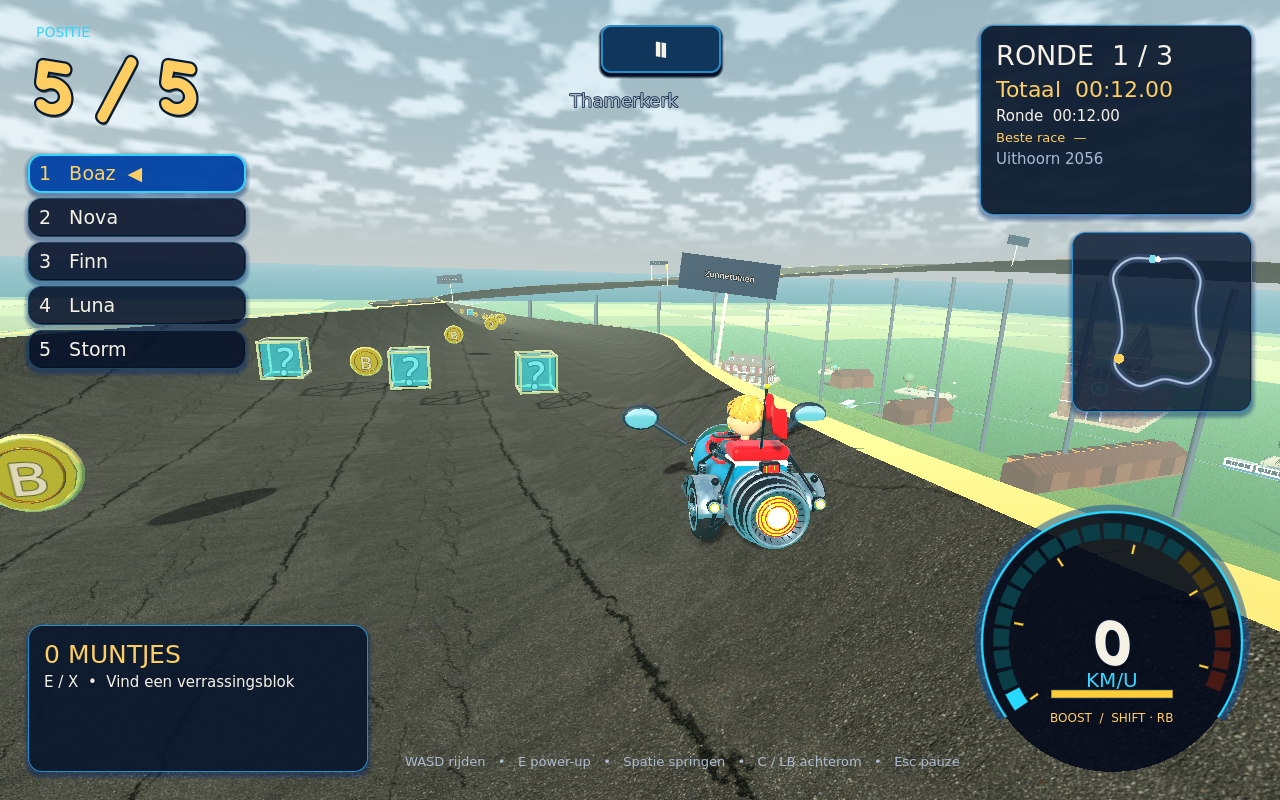 POSITIE
5 / 5
1 Boaz ◀
2 Nova
3 Finn
4 Luna
5 Storm
Thamerkerk
RONDE 1 / 3
Totaal 00:12.00
Ronde 00:12.00
Beste race —
Uithoorn 2056
?
B
?
?
B
B
0 MUNTJES
E / X • Vind een verrassingsblok
0
KM/U
BOOST / SHIFT · RB
WASD rijden • E power-up • Spatie springen • C / LB achterom • Esc pauze